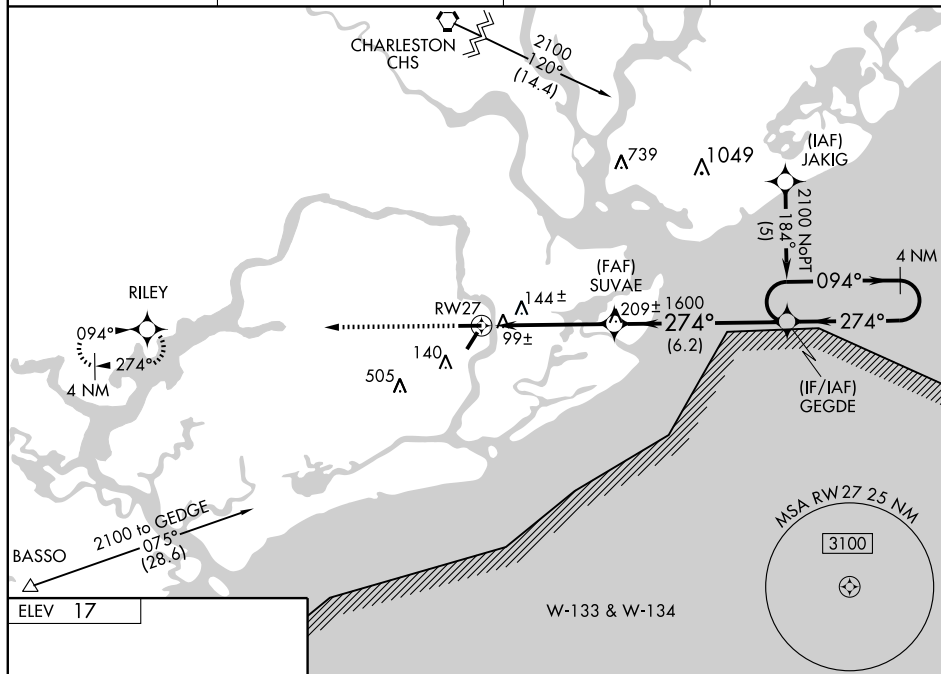 CHARLESTON
CHS
2100
120°
(14.4)
739
1049
(IAF)
JAKIG
2100 NoPT
184°
(5)
4 NM
094°
274°
(FAF)
SUVAE
RILEY
RW27
144±
209±
1600
274°
(6.2)
99±
094°
274°
4 NM
140
505
(IF/IAF)
GEGDE
MSA RW27 25 NM
3100
2100 to GEDGE
075°
(28.6)
BASSO
ELEV 17
W-133 & W-134